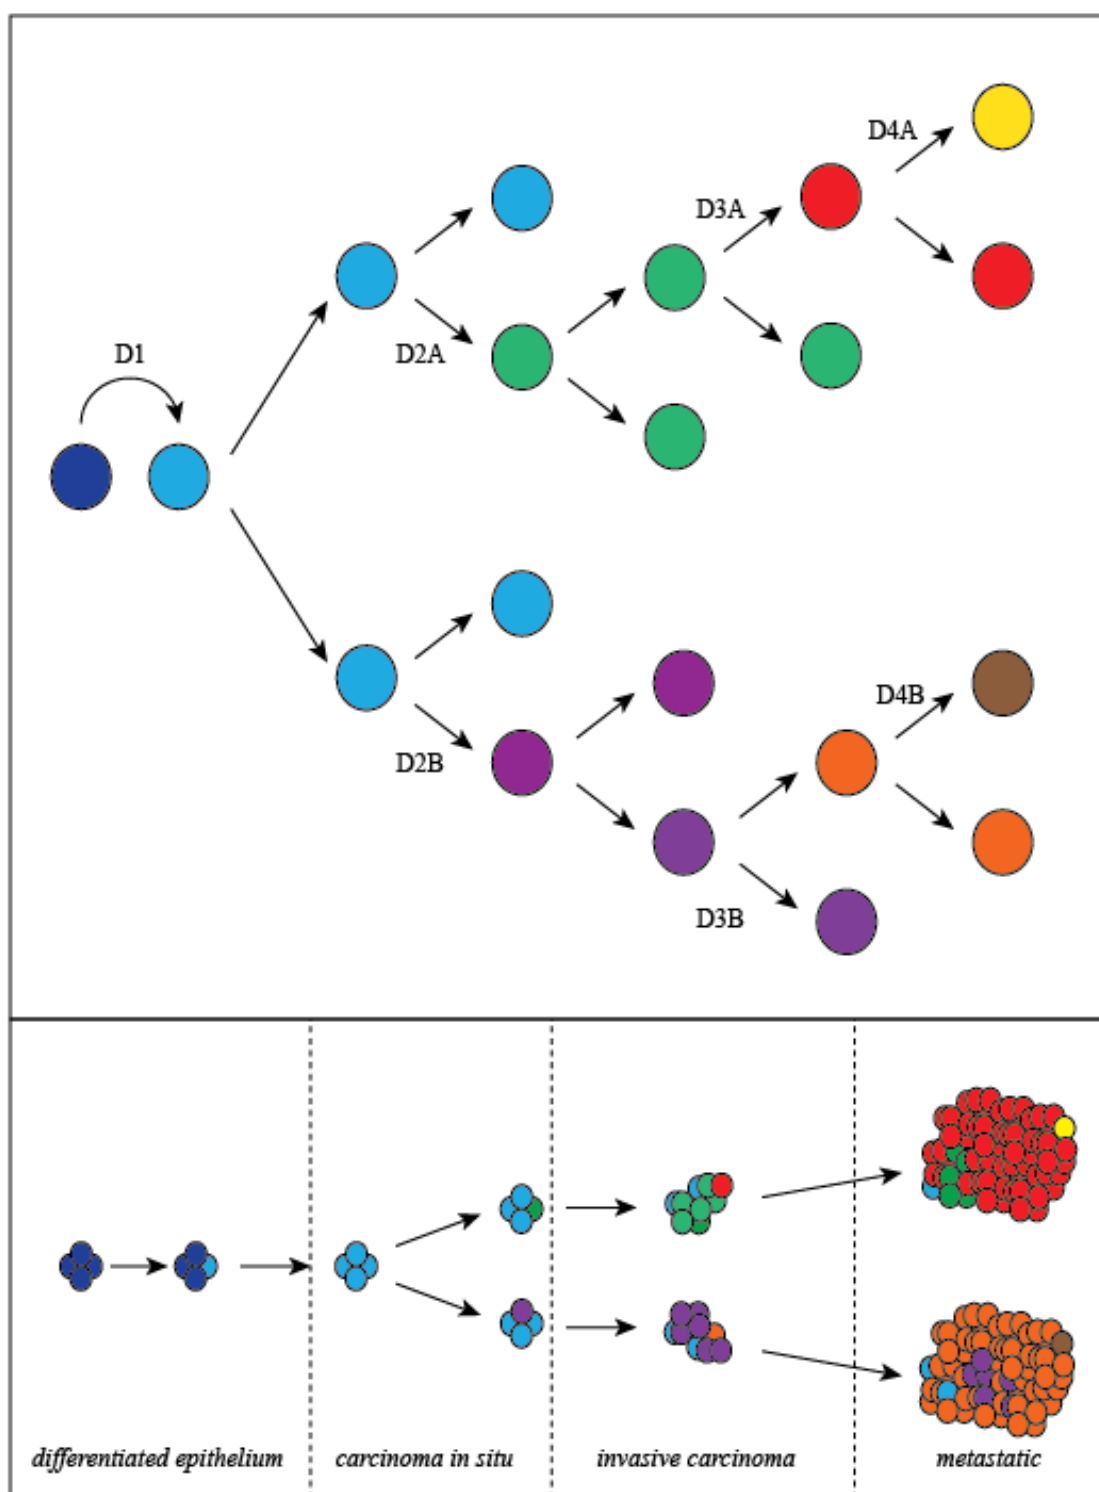 D4A
D3A
D1
D2A
D4B
D2B
D3B
differentiated epithelium
carcinoma in situ
invasive carcinoma
metastatic